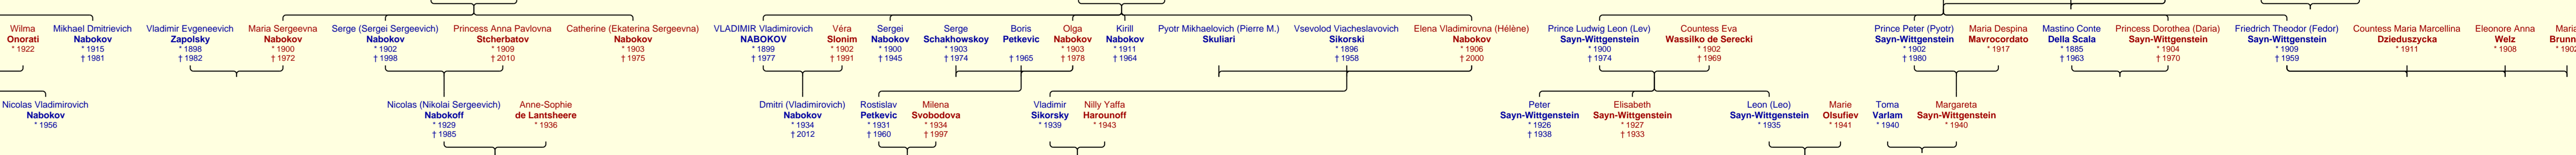 Wilma
Onorati
* 1922
Mikhael Dmitrievich
Nabokov
* 1915
† 1981
Vladimir Evgeneevich
Zapolsky
* 1898
† 1982
Maria Sergeevna
Nabokov
* 1900
† 1972
Serge (Sergei Sergeevich)
Nabokov
* 1902
† 1998
Princess Anna Pavlovna
Stcherbatov
* 1909
† 2010
Catherine (Ekaterina Sergeevna)
Nabokov
* 1903
† 1975
VLADIMIR Vladimirovich
NABOKOV
* 1899
† 1977
Véra
Slonim
* 1902
† 1991
Sergei
Nabokov
* 1900
† 1945
Serge
Schakhowskoy
* 1903
† 1974
Boris
Petkevic
† 1965
Olga
Nabokov
* 1903
† 1978
Kirill
Nabokov
* 1911
† 1964
Pyotr Mikhaelovich (Pierre M.)
Skuliari
Vsevolod Viacheslavovich
Sikorski
* 1896
† 1958
Elena Vladimirovna (Hélène)
Nabokov
* 1906
† 2000
Prince Ludwig Leon (Lev)
Sayn-Wittgenstein
* 1900
† 1974
Countess Eva
Wassilko de Serecki
* 1902
† 1969
Prince Peter (Pyotr)
Sayn-Wittgenstein
* 1902
† 1980
Maria Despina
Mavrocordato
* 1917
Mastino Conte
Della Scala
* 1885
† 1963
Princess Dorothea (Daria)
Sayn-Wittgenstein
* 1904
† 1970
Friedrich Theodor (Fedor)
Sayn-Wittgenstein
* 1909
† 1959
Countess Maria Marcellina
Dzieduszycka
* 1911
Eleonore Anna
Welz
* 1908
Maria
Brunn
* 1902
Nicolas Vladimirovich
Nabokov
* 1956
Nicolas (Nikolai Sergeevich)
Nabokoff
* 1929
† 1985
Anne-Sophie
de Lantsheere
* 1936
Dmitri (Vladimirovich)
Nabokov
* 1934
† 2012
Rostislav
Petkevic
* 1931
† 1960
Milena
Svobodova
* 1934
† 1997
Vladimir
Sikorsky
* 1939
Nilly Yaffa
Harounoff
* 1943
Peter
Sayn-Wittgenstein
* 1926
† 1938
Elisabeth
Sayn-Wittgenstein
* 1927
† 1933
Leon (Leo)
Sayn-Wittgenstein
* 1935
Marie
Olsufiev
* 1941
Toma
Varlam
* 1940
Margareta
Sayn-Wittgenstein
* 1940